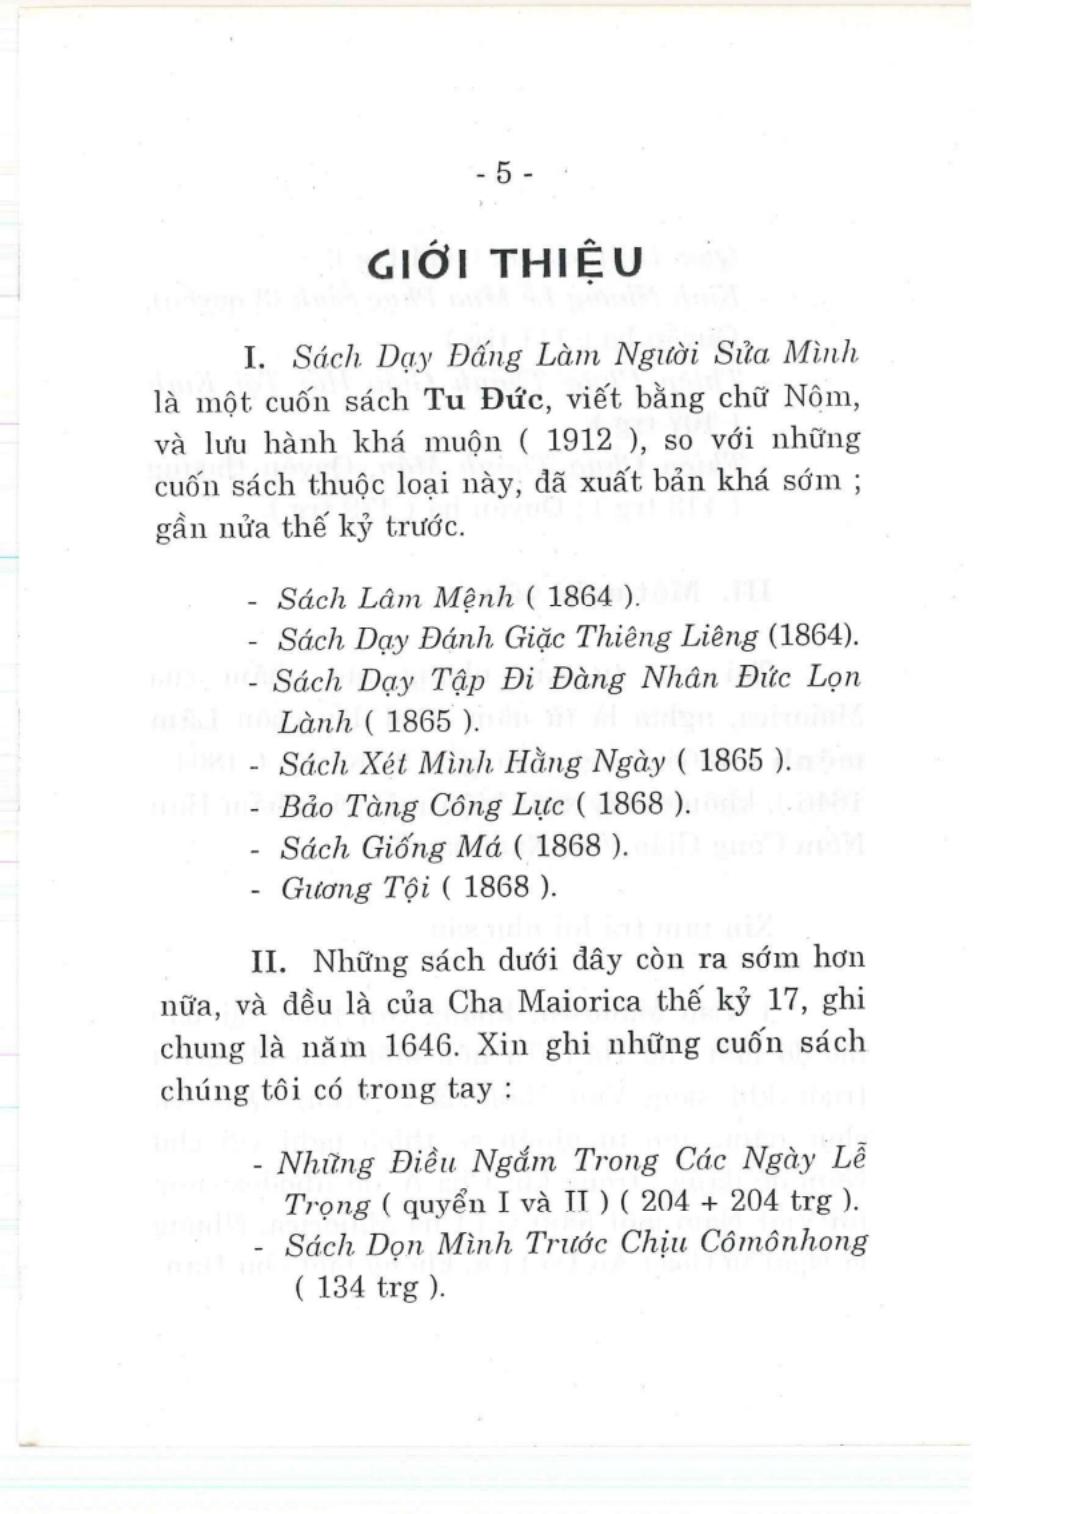 - 5 -
GIỚI THIỆU
I. Sách Dạy Đấng Làm Người Sửa Mình
là một cuốn sách Tu Đức, viết bằng chữ Nôm,
và lưu hành khá muộn ( 1912 ), so với những
cuốn sách thuộc loại này, đã xuất bản khá sớm ;
gần nửa thế kỷ trước.
- Sách Lâm Mệnh ( 1864 ).
- Sách Dạy Đánh Giặc Thiêng Liêng (1864).
- Sách Dạy Tập Đi Đàng Nhân Đức Lọn
Lành ( 1865 ).
- Sách Xét Mình Hằng Ngày ( 1865 ).
- Bảo Tàng Công Lục ( 1868 ).
- Sách Giống Má ( 1868 ).
- Gương Tội ( 1868 ).
II. Những sách dưới đây còn ra sớm hơn
nữa, và đều là của Cha Maiorica thế kỷ 17, ghi
chung là năm 1646. Xin ghi những cuốn sách
chúng tôi có trong tay :
- Những Điều Ngắm Trong Các Ngày Lễ
Trọng ( quyển I và II ) ( 204 + 204 trg ).
- Sách Dọn Mình Trước Chịu Cômônhong
( 134 trg ).